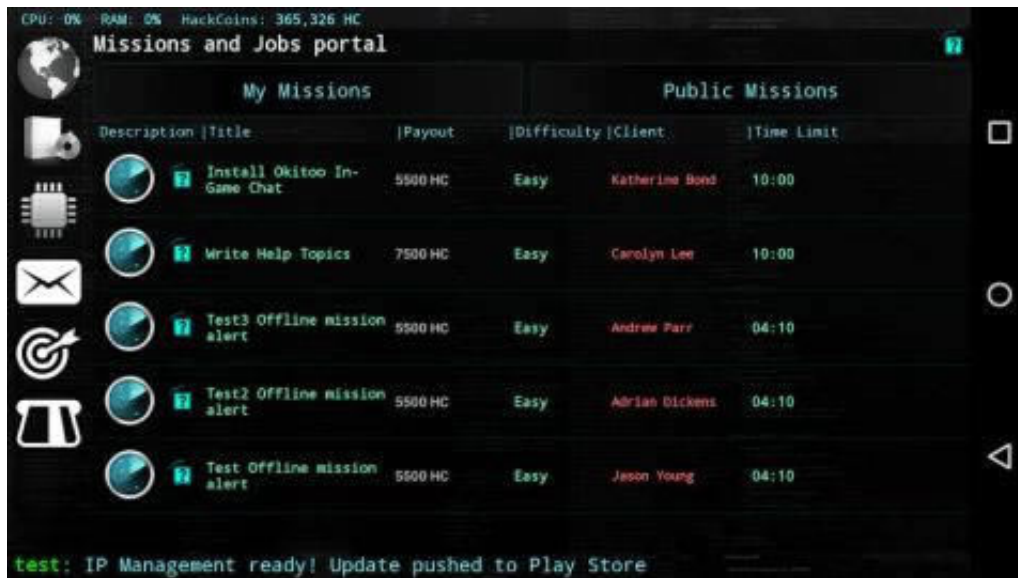 CPU: 0% RAM: 0% HackCoins: 365,326 HC
Missions and Jobs portal ?
My Missions Public Missions
Description |Title |Payout |Difficulty |Client |Time Limit
? Install Okitoo In-
Game Chat 5500 HC Easy Katherine Bond 10:00
? Write Help Topics 7500 HC Easy Carolyn Lee 10:00
? Test3 Offline mission
alert 5500 HC Easy Andrew Parr 04:10
? Test2 Offline mission
alert 5500 HC Easy Adrian Dickens 04:10
? Test Offline mission
alert 5500 HC Easy Jason Young 04:10
test: IP Management ready! Update pushed to Play Store